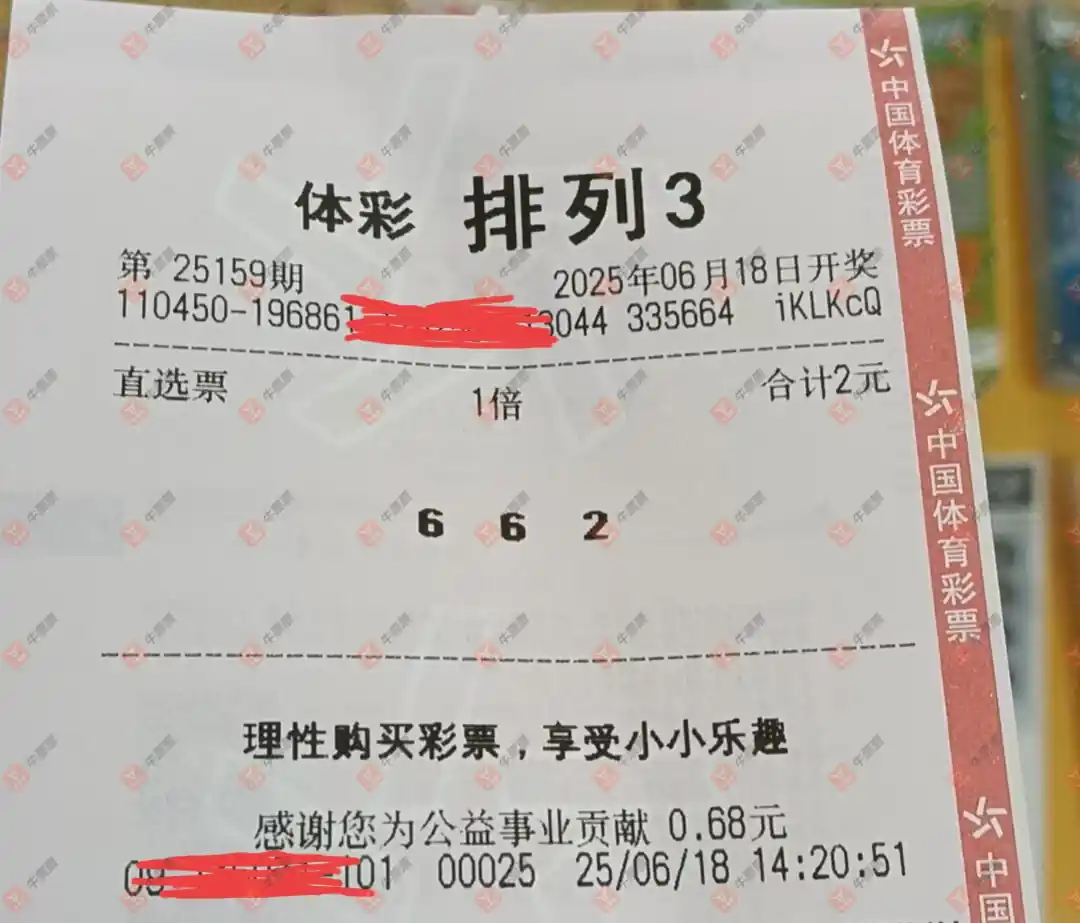 体彩 排列3
第 25159期 2025年06月18日开奖
110450-196861 3044 335664 iKLKcQ
直选票 1倍 合计2元
6 6 2
理性购买彩票,享受小小乐趣
感谢您为公益事业贡献 0.68元
101 00025 25/06/18 14:20:51
中国体育彩票
中国体育彩票
中国